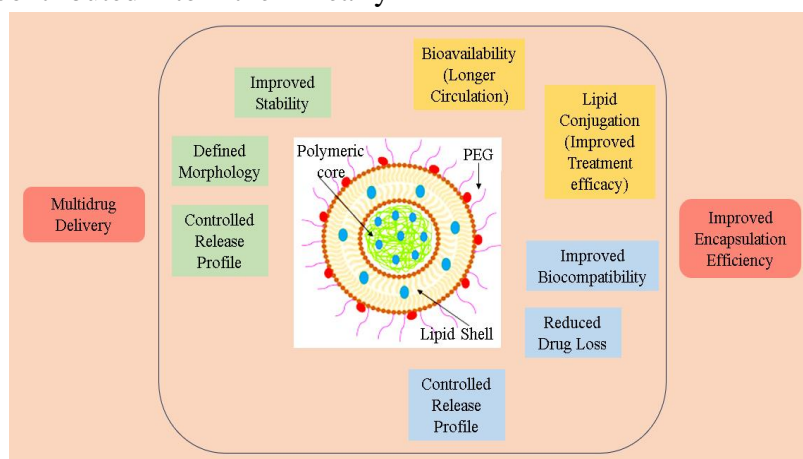 Bioavailability
(Longer
Circulation)
Improved
Stability
Lipid
Conjugation
(Improved
Treatment
efficacy)
Defined
Morphology
Polymeric
core
PEG
Multidrug
Delivery
Controlled
Release
Profile
Improved
Encapsulation
Efficiency
Improved
Biocompatibility
Lipid Shell
Reduced
Drug Loss
Controlled
Release
Profile